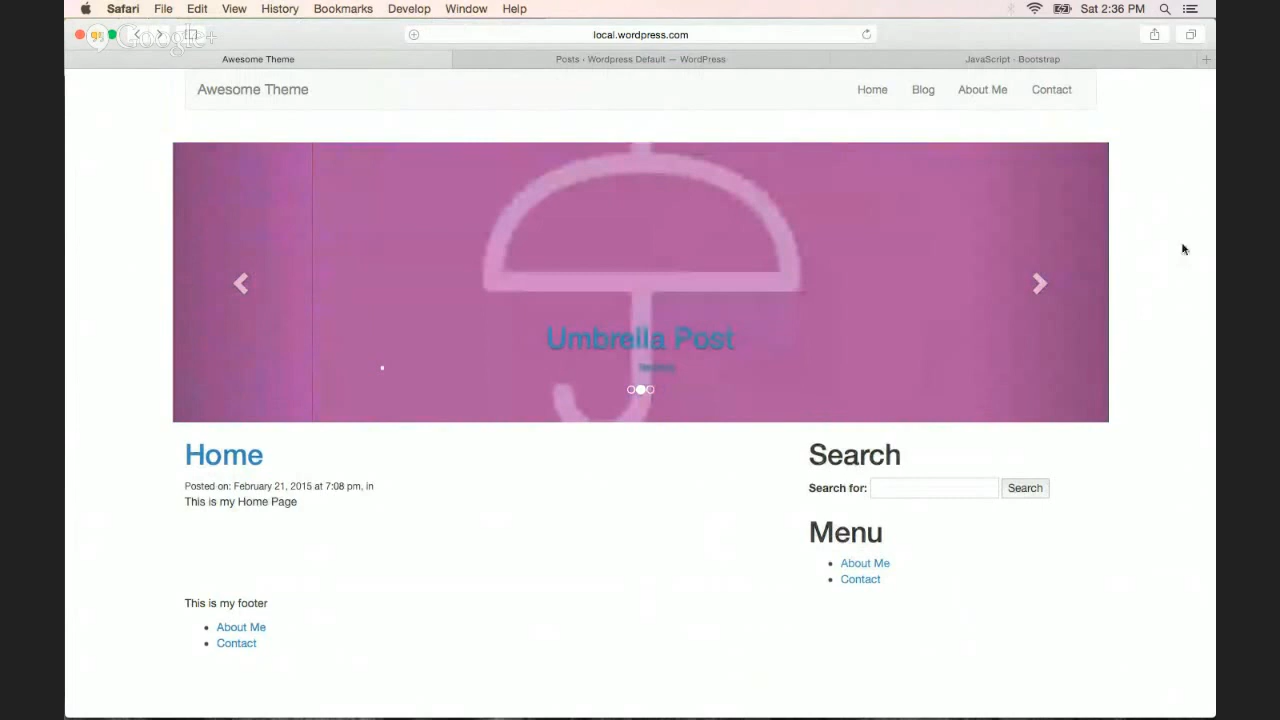 Safari File Edit View History Bookmarks Develop Window Help Sat 2:36 PM
Google+
local.wordpress.com
Awesome Theme Posts ‹ Wordpress Default — WordPress JavaScript · Bootstrap
Awesome Theme Home Blog About Me Contact
Umbrella Post
Home
Posted on: February 21, 2015 at 7:08 pm, in
This is my Home Page
Search
Search for: Search
Menu
About Me
Contact
This is my footer
About Me
Contact